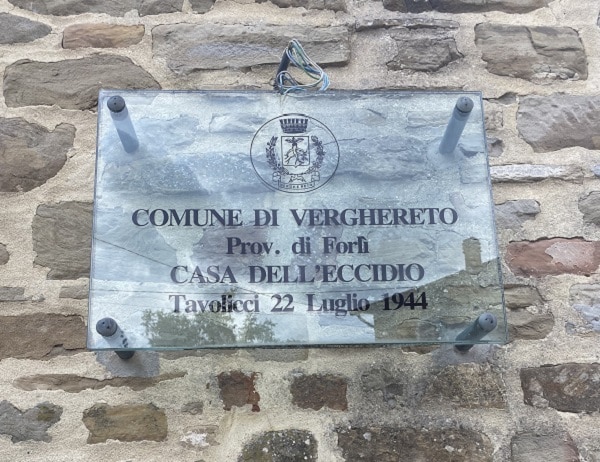 COMUNE DI VERGHERETO
Prov. di Forlì
CASA DELL'ECCIDIO
Tavolicci 22 Luglio 1944